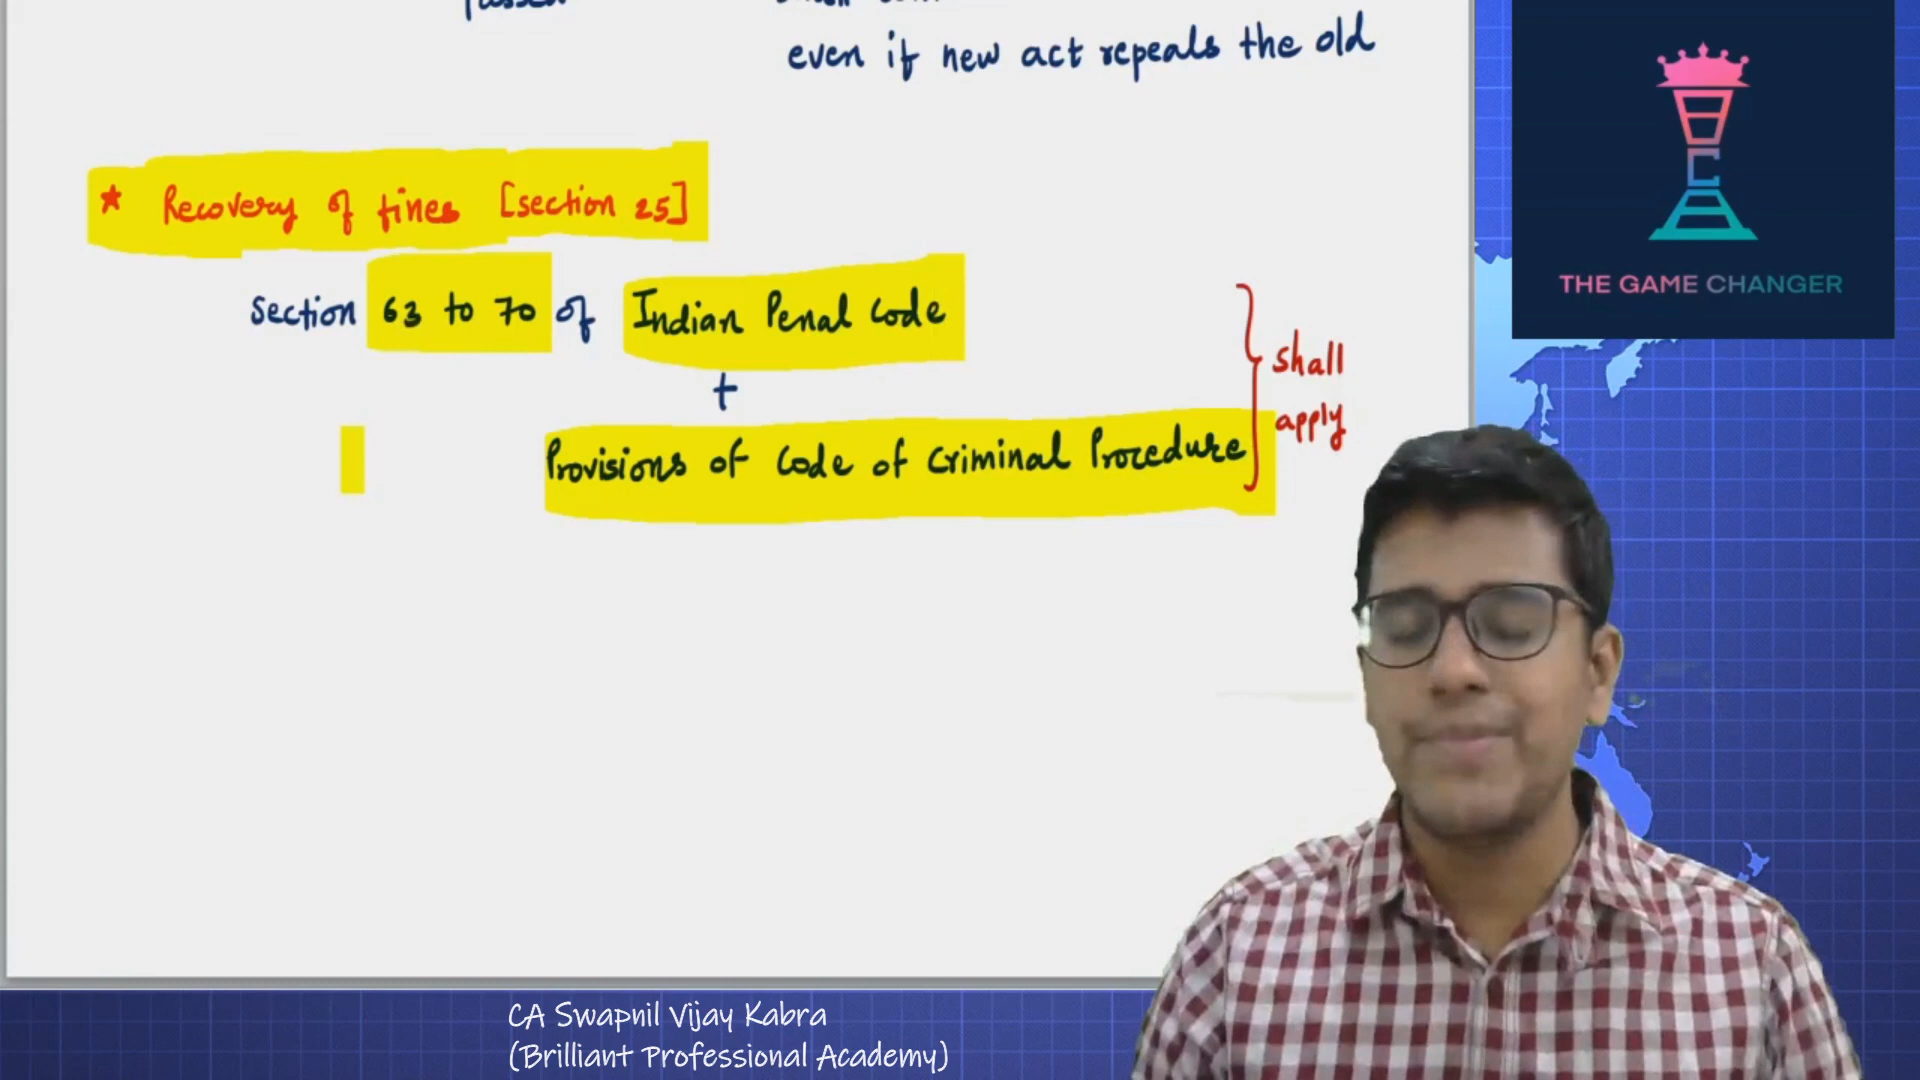 even if new act repeals the old
* Recovery of fines [section 25]
Section 63 to 70 of Indian Penal Code
+
Provisions of Code of Criminal Procedure
shall
apply
THE GAME CHANGER
CA Swapnil Vijay Kabra
(Brilliant Professional Academy)